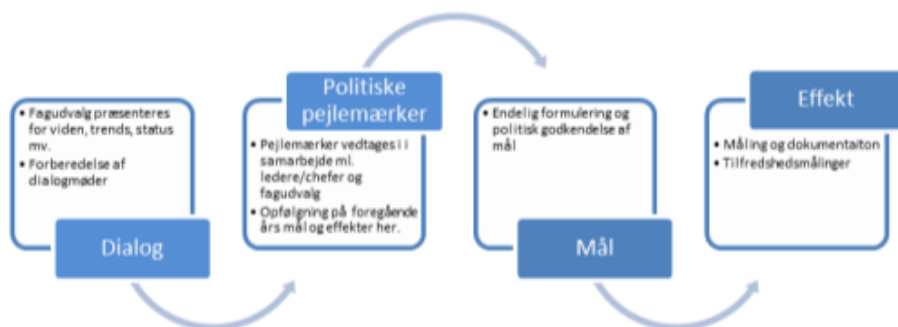 • Fagudvalg præsenteres
for viden, trends, status
mv.
• Forberedelse af
dialogmøder
Dialog
Politiske
pejlemærker
• Pejlemærker vedtages i i
samarbejde ml.
ledere/chefer og
fagudvalg
• Opfølgning på foregående
års mål og effekter her.
• Endelig formulering og
politisk godkendelse af
mål
Mål
Effekt
• Måling og dokumentaiton
• Tilfredshedsmålinger